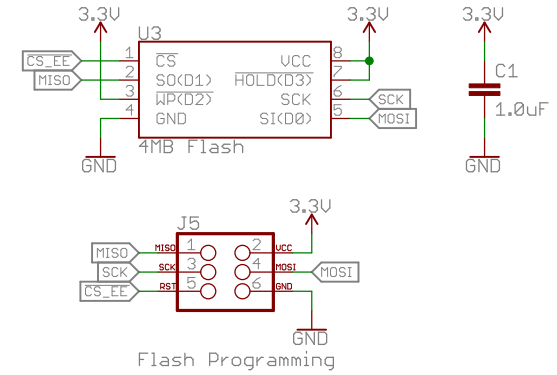 3.3V 3.3V 3.3V
U3
CS_EE 1 CS VCC 8
MISO 2 SO(D1) HOLD(D3) 7
3 WP(D2) SCK 6 SCK
4 GND SI(D0) 5 MOSI
C1
1.0uF
4MB Flash
GND GND
3.3V
J5
MISO MISO 1 2 VCC
SCK SCK 3 4 MOSI MOSI
CS_EE RST 5 6 GND
GND
Flash Programming